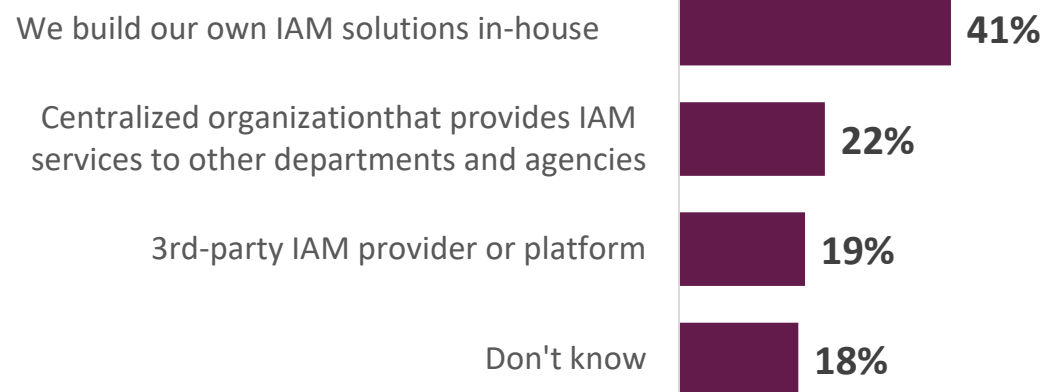 We build our own IAM solutions in-house 41%
Centralized organizationthat provides IAM
services to other departments and agencies 22%
3rd-party IAM provider or platform 19%
Don't know 18%